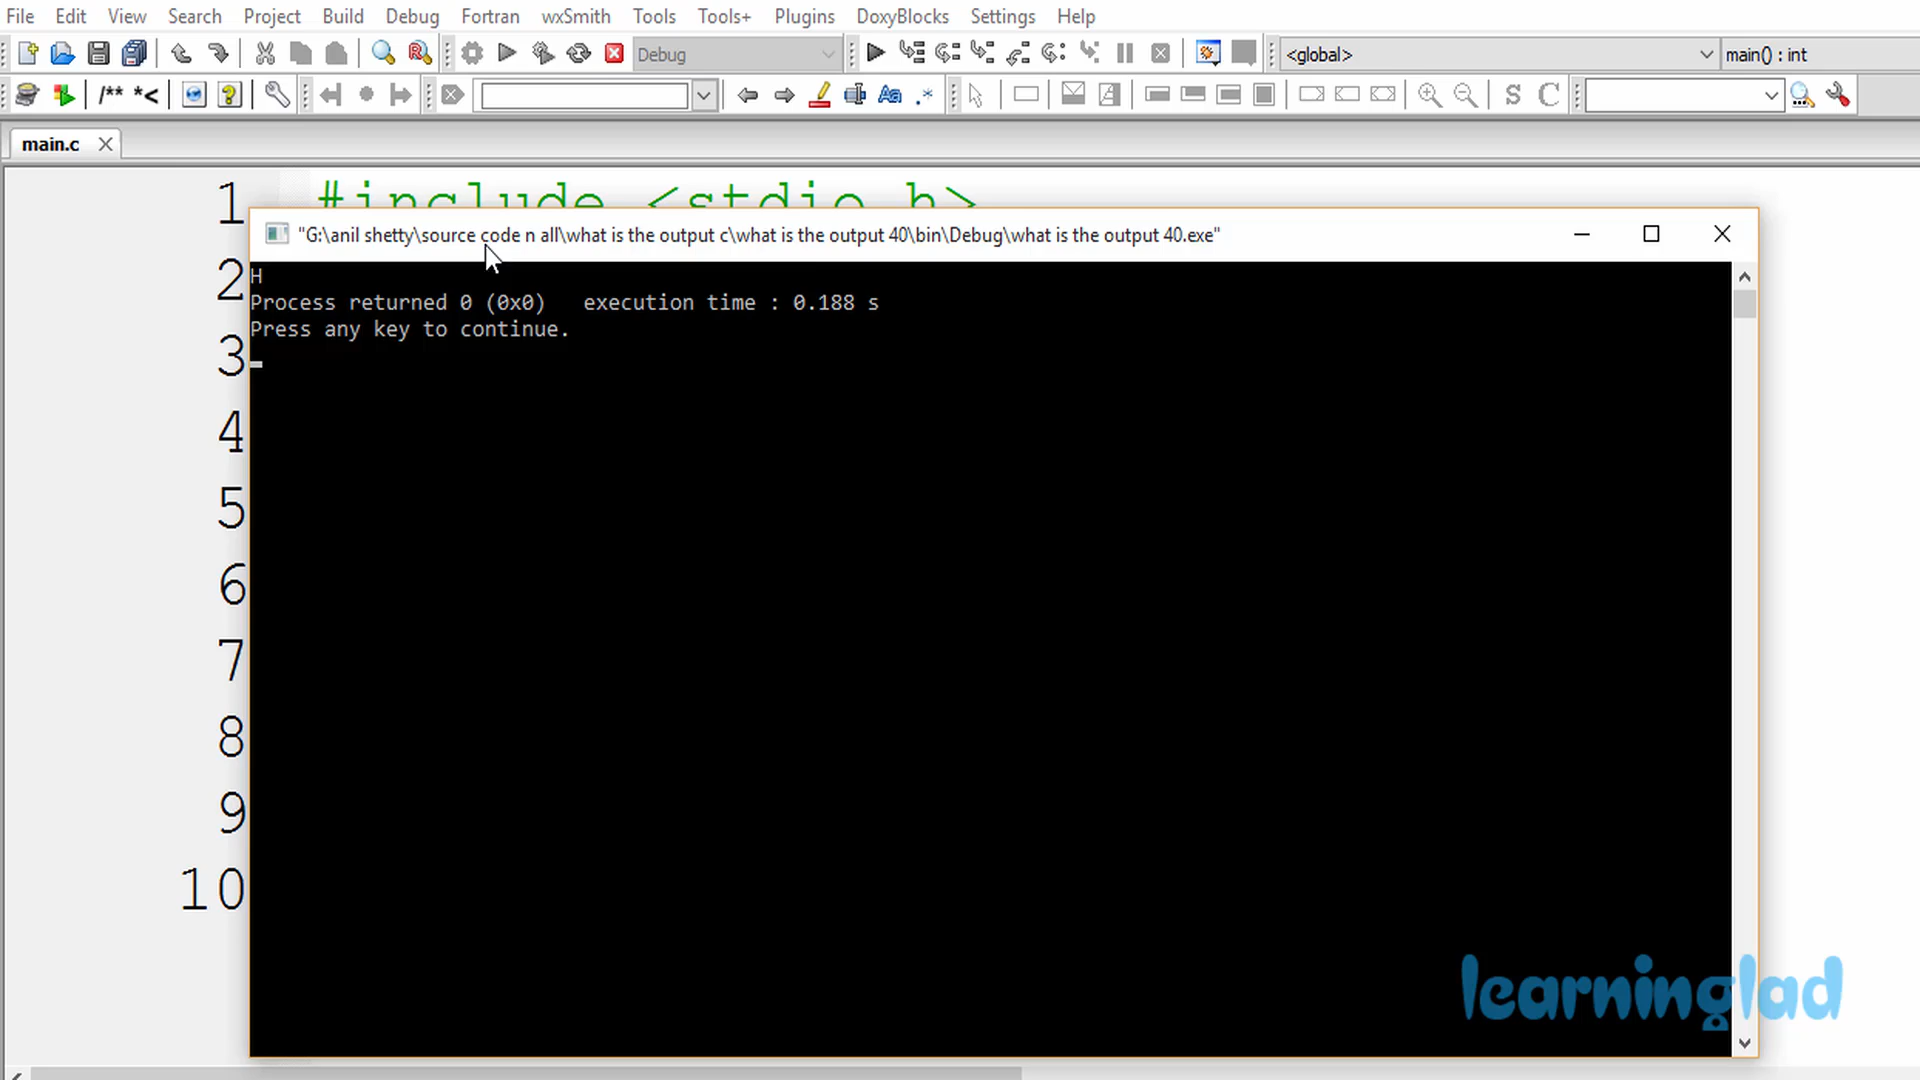 File Edit View Search Project Build Debug Fortran wxSmith Tools Tools+ Plugins DoxyBlocks Settings Help
Debug <global> main() : int
/** *< Aa .* S C
main.c
1 #include <stdio.h>
"G:\anil shetty\source code n all\what is the output c\what is the output 40\bin\Debug\what is the output 40.exe"
2 H
Process returned 0 (0x0)   execution time : 0.188 s
Press any key to continue.
3
4
5
6
7
8
9
10
learninglad